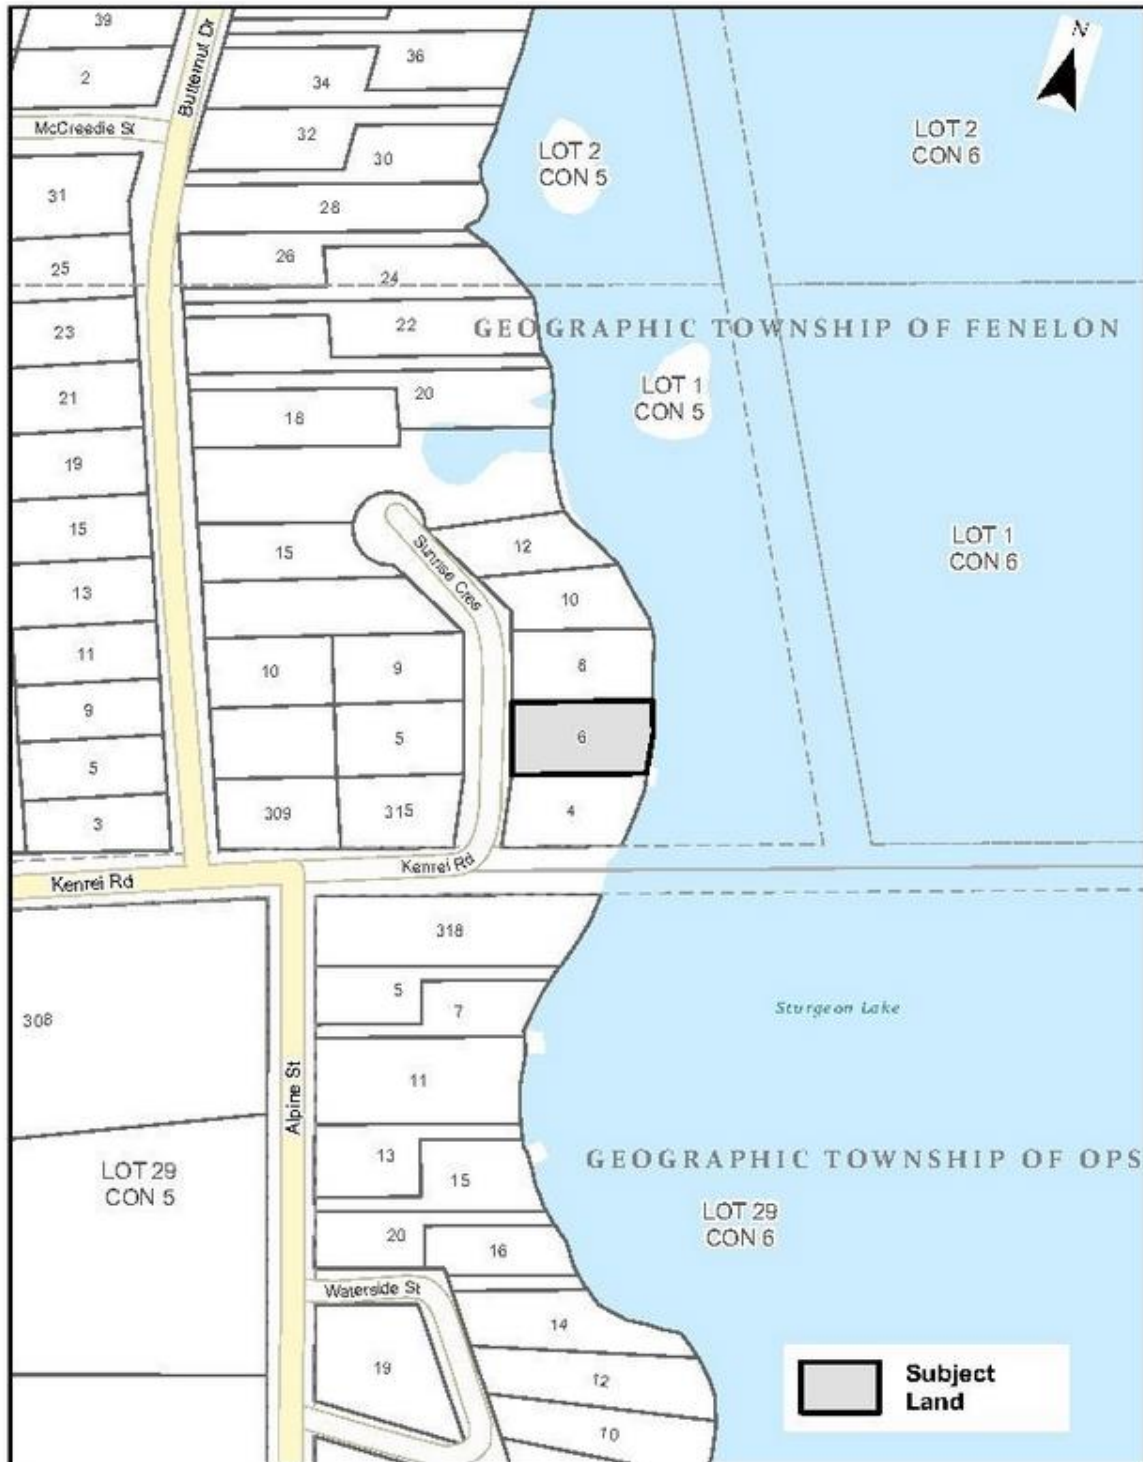 39
36
2
Butternut Dr
34
N
McCreedie St
32
30
LOT 2
CON 5
LOT 2
CON 6
31
28
25
26
24
23
22
GEOGRAPHIC TOWNSHIP OF FENELON
21
20
LOT 1
CON 5
18
19
15
15
Sunrise Cres
12
LOT 1
CON 6
13
10
11
10
9
8
9
5
6
5
3
309
315
4
Kenrei Rd
Kenrei Rd
318
5
7
308
Sturgeon Lake
11
Alpine St
13
15
GEOGRAPHIC TOWNSHIP OF OPS
LOT 29
CON 5
LOT 29
CON 6
20
16
Waterside St
14
19
12
10
Subject
Land